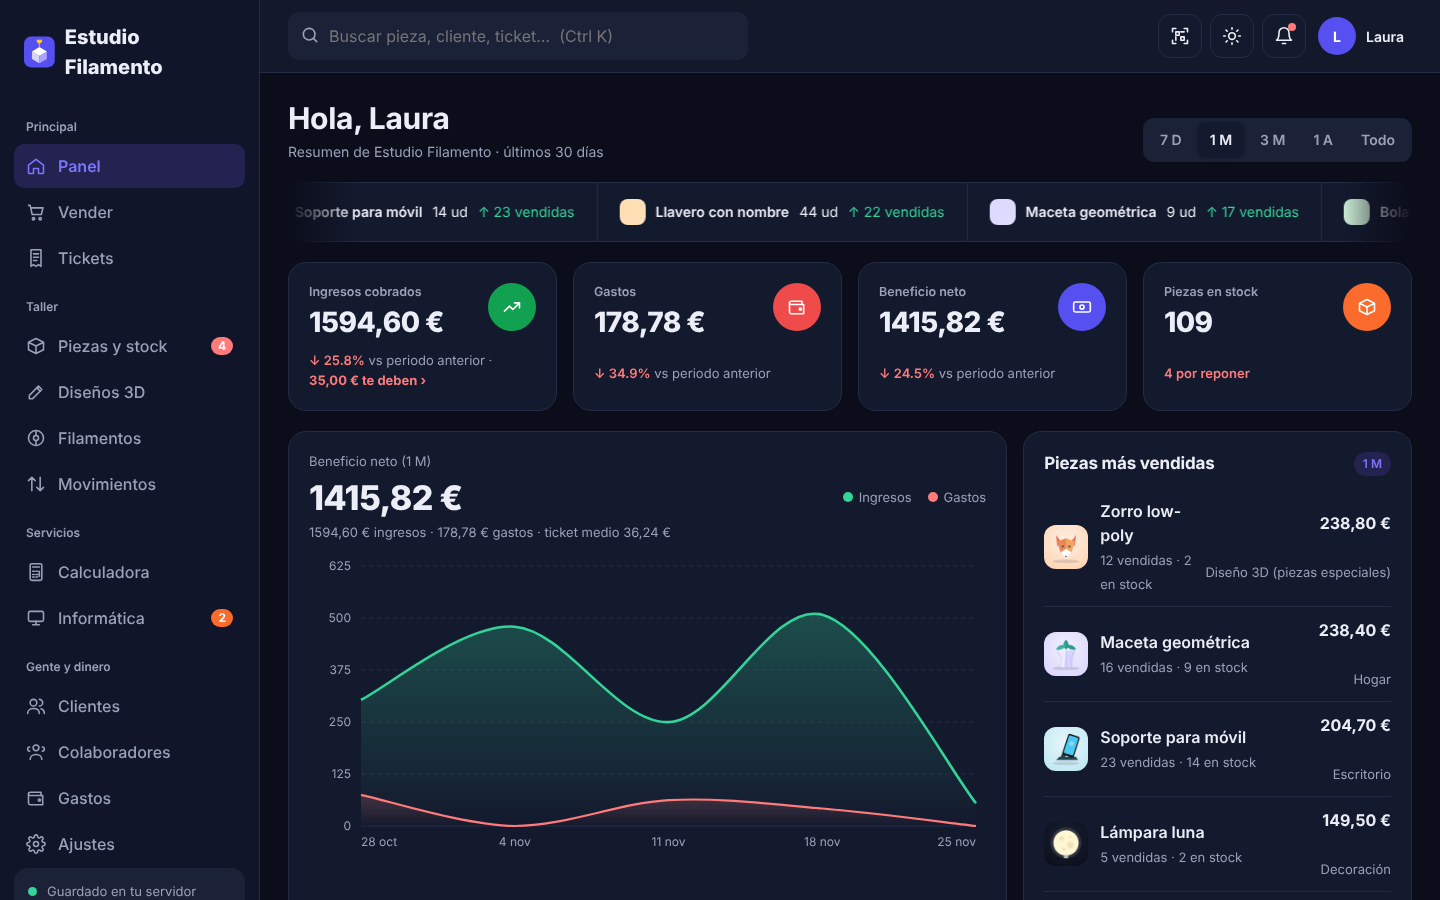 Estudio
Filamento
Buscar pieza, cliente, ticket... (Ctrl K)
L
Laura
Principal
Panel
Vender
Tickets
Taller
Piezas y stock
4
Diseños 3D
Filamentos
Movimientos
Servicios
Calculadora
Informática
2
Gente y dinero
Clientes
Colaboradores
Gastos
Ajustes
Guardado en tu servidor
Hola, Laura
Resumen de Estudio Filamento · últimos 30 días
7 D
1 M
3 M
1 A
Todo
Soporte para móvil 14 ud ↑ 23 vendidas
Llavero con nombre 44 ud ↑ 22 vendidas
Maceta geométrica 9 ud ↑ 17 vendidas
Bola
Ingresos cobrados
1594,60 €
↓ 25.8% vs periodo anterior ·
35,00 € te deben ›
Gastos
178,78 €
↓ 34.9% vs periodo anterior
Beneficio neto
1415,82 €
↓ 24.5% vs periodo anterior
Piezas en stock
109
4 por reponer
Beneficio neto (1 M)
1415,82 €
1594,60 € ingresos · 178,78 € gastos · ticket medio 36,24 €
Ingresos
Gastos
625
500
375
250
125
0
28 oct
4 nov
11 nov
18 nov
25 nov
Piezas más vendidas
1 M
Zorro low-
poly
238,80 €
12 vendidas · 2
en stock
Diseño 3D (piezas especiales)
Maceta geométrica
238,40 €
16 vendidas · 9 en stock
Hogar
Soporte para móvil
204,70 €
23 vendidas · 14 en stock
Escritorio
Lámpara luna
149,50 €
5 vendidas · 2 en stock
Decoración